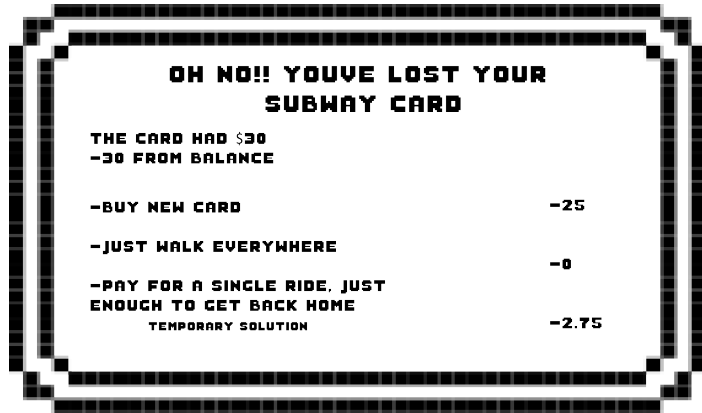 OH NO!! YOUVE LOST YOUR
SUBWAY CARD
THE CARD HAD $30
-30 FROM BALANCE
-BUY NEW CARD -25
-JUST WALK EVERYWHERE
-0
-PAY FOR A SINGLE RIDE, JUST
ENOUGH TO GET BACK HOME
TEMPORARY SOLUTION -2.75